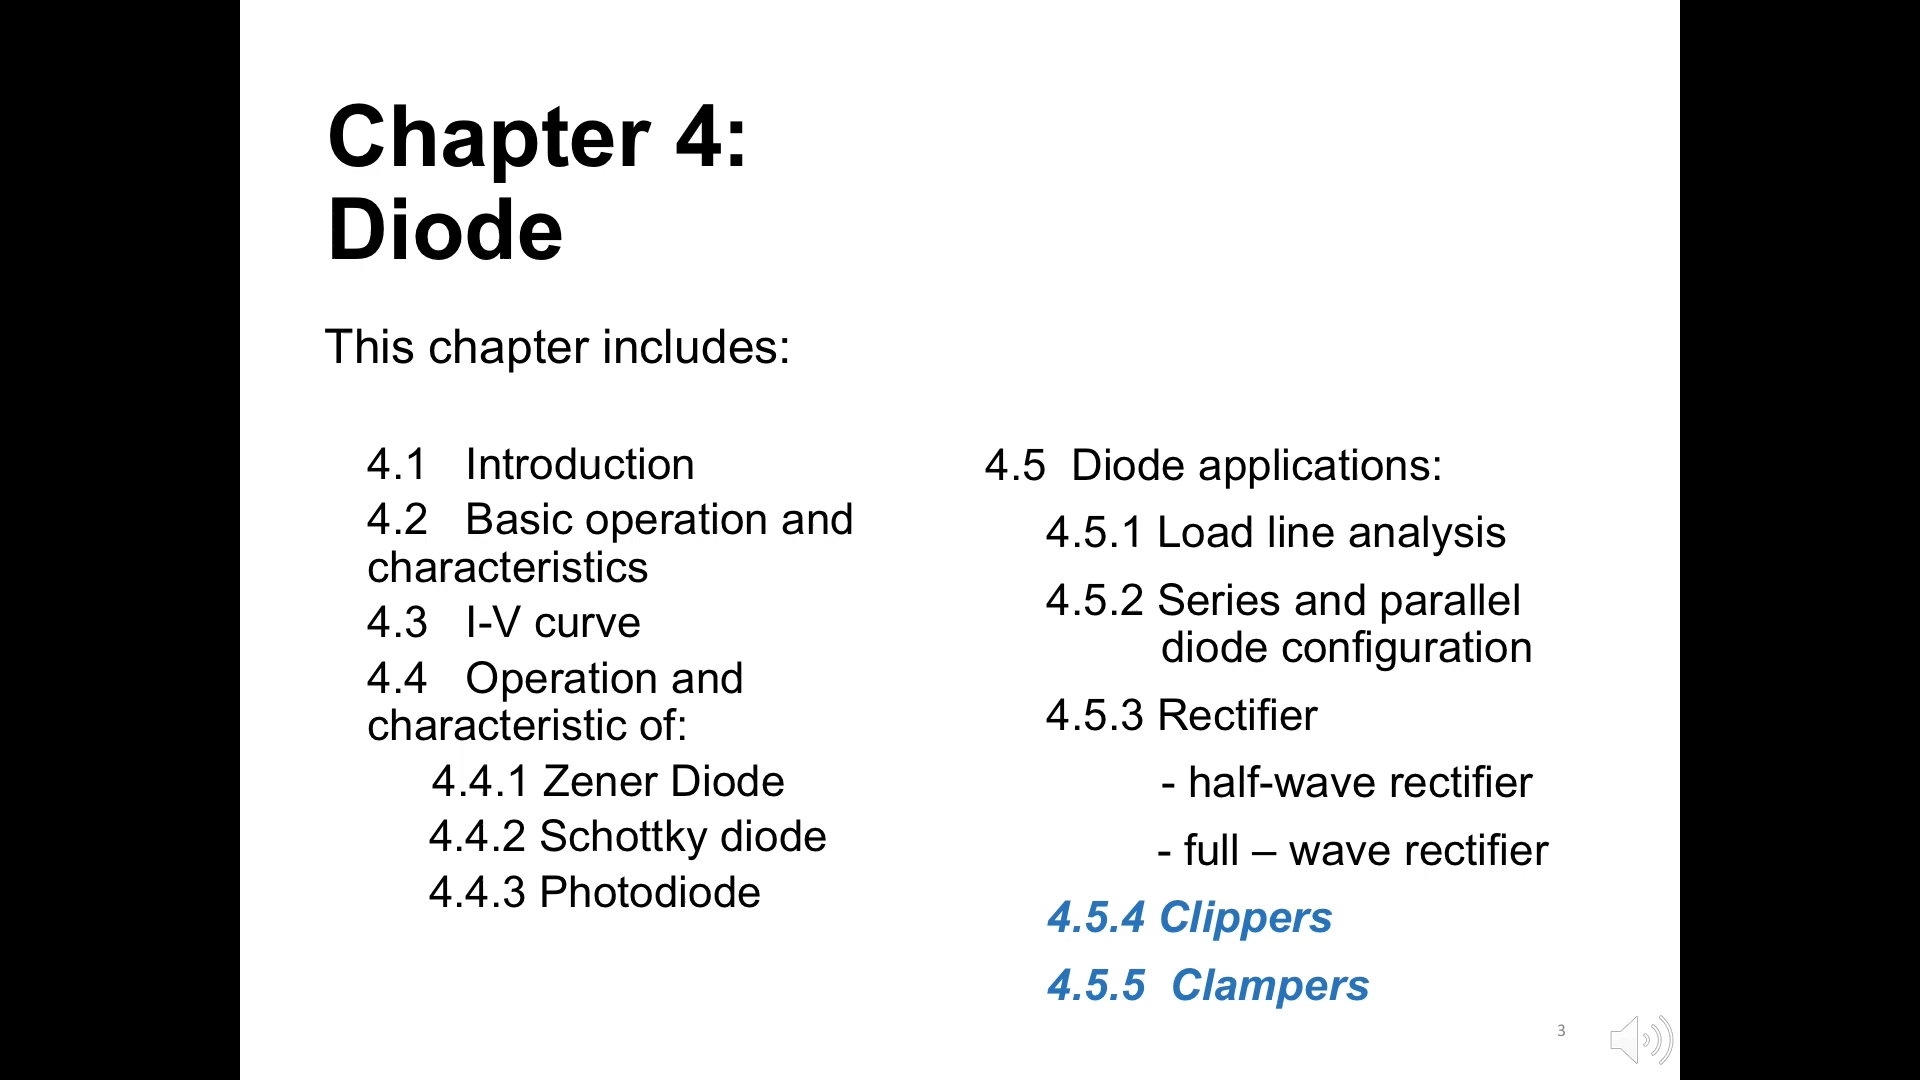 Chapter 4:
Diode
This chapter includes:
4.1 Introduction
4.2 Basic operation and
characteristics
4.3 I-V curve
4.4 Operation and
characteristic of:
4.4.1 Zener Diode
4.4.2 Schottky diode
4.4.3 Photodiode
4.5 Diode applications:
4.5.1 Load line analysis
4.5.2 Series and parallel
diode configuration
4.5.3 Rectifier
- half-wave rectifier
- full – wave rectifier
4.5.4 Clippers
4.5.5 Clampers
3